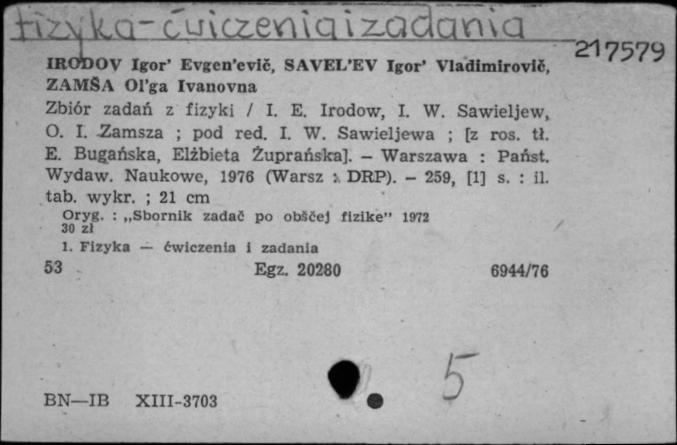 fizyka - ćwiczenia i zadania
217579
IRODOV Igor’ Evgen’evič, SAVEL’EV Igor’ Vladimirovič,
ZAMŠA Ol’ga Ivanovna
Zbiór zadań z fizyki / I. E. Irodow, I. W. Sawieljew,
O. I. Zamsza ; pod red. I. W. Sawieljewa ; [z ros. tł.
E. Bugańska, Elżbieta Żuprańska]. — Warszawa : Państ.
Wydaw. Naukowe, 1976 (Warsz : DRP). — 259, [1] s. : il.
tab. wykr. ; 21 cm
Oryg. : „Sbornik zadač po obščej fizike” 1972
30 zł
1. Fizyka — ćwiczenia i zadania
53 Egz. 20280 6944/76
5
BN—IB XIII-3703